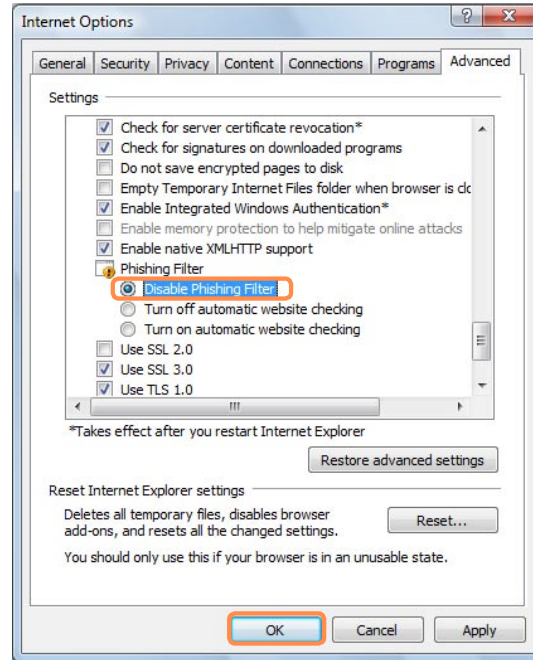 Internet Options
General Security Privacy Content Connections Programs Advanced
Settings
Check for server certificate revocation*
Check for signatures on downloaded programs
Do not save encrypted pages to disk
Empty Temporary Internet Files folder when browser is clo
Enable Integrated Windows Authentication*
Enable memory protection to help mitigate online attacks
Enable native XMLHTTP support
Phishing Filter
Disable Phishing Filter
Turn off automatic website checking
Turn on automatic website checking
Use SSL 2.0
Use SSL 3.0
Use TLS 1.0
*Takes effect after you restart Internet Explorer
Restore advanced settings
Reset Internet Explorer settings
Deletes all temporary files, disables browser
add-ons, and resets all the changed settings.
Reset...
You should only use this if your browser is in an unusable state.
OK Cancel Apply